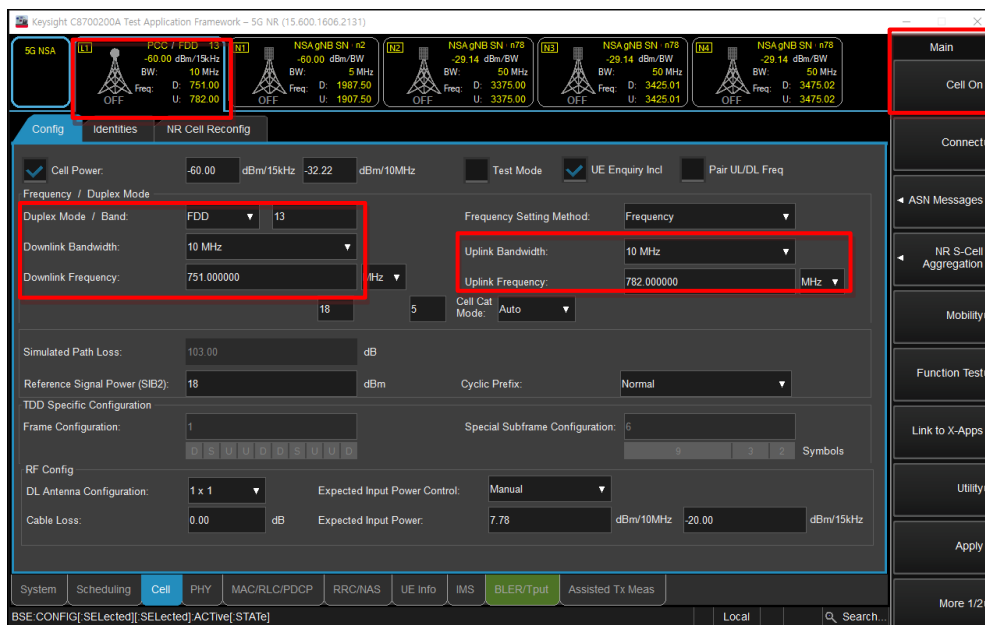 Keysight C8700200A Test Application Framework – 5G NR (15.600.1606.2131)
5G NSA
L1 PCC / FDD 13
-60.00 dBm/15kHz
BW: 10 MHz
Freq: D: 751.00
OFF U: 782.00
N1 NSA gNB SN : n2
-60.00 dBm/BW
BW: 5 MHz
Freq: D: 1987.50
OFF U: 1907.50
N2 NSA gNB SN : n78
-29.14 dBm/BW
BW: 50 MHz
Freq: D: 3375.00
OFF U: 3375.00
N3 NSA gNB SN : n78
-29.14 dBm/BW
BW: 50 MHz
Freq: D: 3425.01
OFF U: 3425.01
N4 NSA gNB SN : n78
-29.14 dBm/BW
BW: 50 MHz
Freq: D: 3475.02
OFF U: 3475.02
Config Identities NR Cell Reconfig
Cell Power: -60.00 dBm/15kHz -32.22 dBm/10MHz Test Mode UE Enquiry Incl Pair UL/DL Freq
Frequency / Duplex Mode
Duplex Mode / Band: FDD 13 Frequency Setting Method: Frequency
Downlink Bandwidth: 10 MHz Uplink Bandwidth: 10 MHz
Downlink Frequency: 751.000000 MHz Uplink Frequency: 782.000000 MHz
18 5 Cell Cat Mode: Auto
Simulated Path Loss: 103.00 dB
Reference Signal Power (SIB2): 18 dBm Cyclic Prefix: Normal
TDD Specific Configuration
Frame Configuration: 1 Special Subframe Configuration: 6
D S U U D D S U U D 9 3 2 Symbols
RF Config
DL Antenna Configuration: 1 x 1 Expected Input Power Control: Manual
Cable Loss: 0.00 dB Expected Input Power: 7.78 dBm/10MHz -20.00 dBm/15kHz
System Scheduling Cell PHY MAC/RLC/PDCP RRC/NAS UE Info IMS BLER/Tput Assisted Tx Meas
BSE:CONFIG[:SELected][:SELected]:ACTive[:STATe] Local Search...
Main
Cell On
Connect
ASN Messages
NR S-Cell
Aggregation
Mobility
Function Test
Link to X-Apps
Utility
Apply
More 1/2